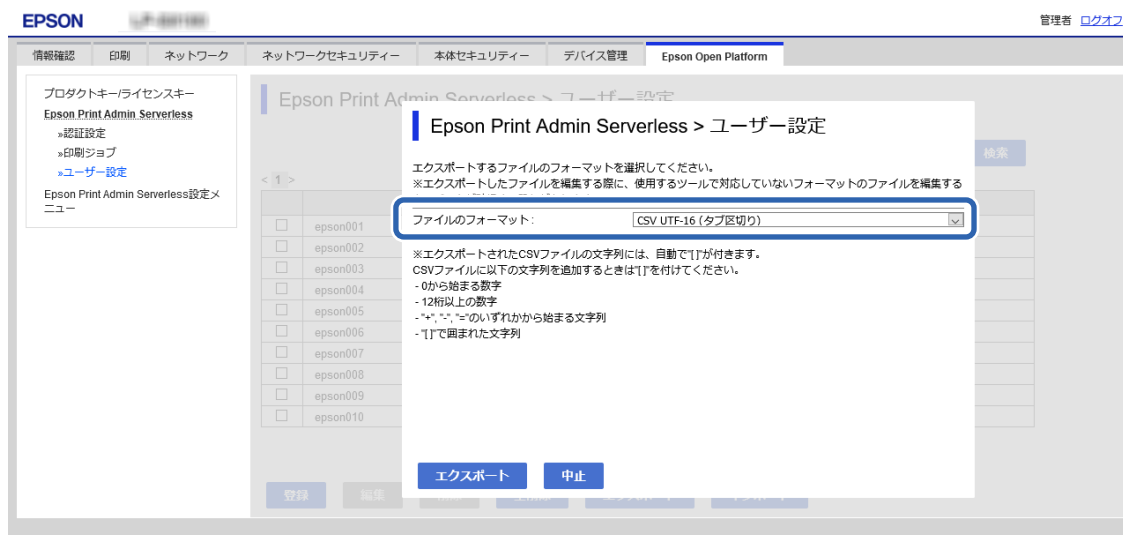 EPSON
管理者 ログオフ
情報確認 印刷 ネットワーク ネットワークセキュリティー 本体セキュリティー デバイス管理 Epson Open Platform
プロダクトキー/ライセンスキー
Epson Print Admin Serverless
»認証設定
»印刷ジョブ
»ユーザー設定
Epson Print Admin Serverless設定メ
ニュー
Epson Print Admin Serverless > ユーザー設定
検索
< 1 >
Epson Print Admin Serverless > ユーザー設定
エクスポートするファイルのフォーマットを選択してください。
※エクスポートしたファイルを編集する際に、使用するツールで対応していないフォーマットのファイルを編集する
ファイルのフォーマット : CSV UTF-16 (タブ区切り)
※エクスポートされたCSVファイルの文字列には、自動で"[]"が付きます。
CSVファイルに以下の文字列を追加するときは"[]"を付けてください。
- 0から始まる数字
- 12桁以上の数字
- "+", "-", "="のいずれかから始まる文字列
- "[ ]"で囲まれた文字列
エクスポート 中止
epson001
epson002
epson003
epson004
epson005
epson006
epson007
epson008
epson009
epson010
登録 編集